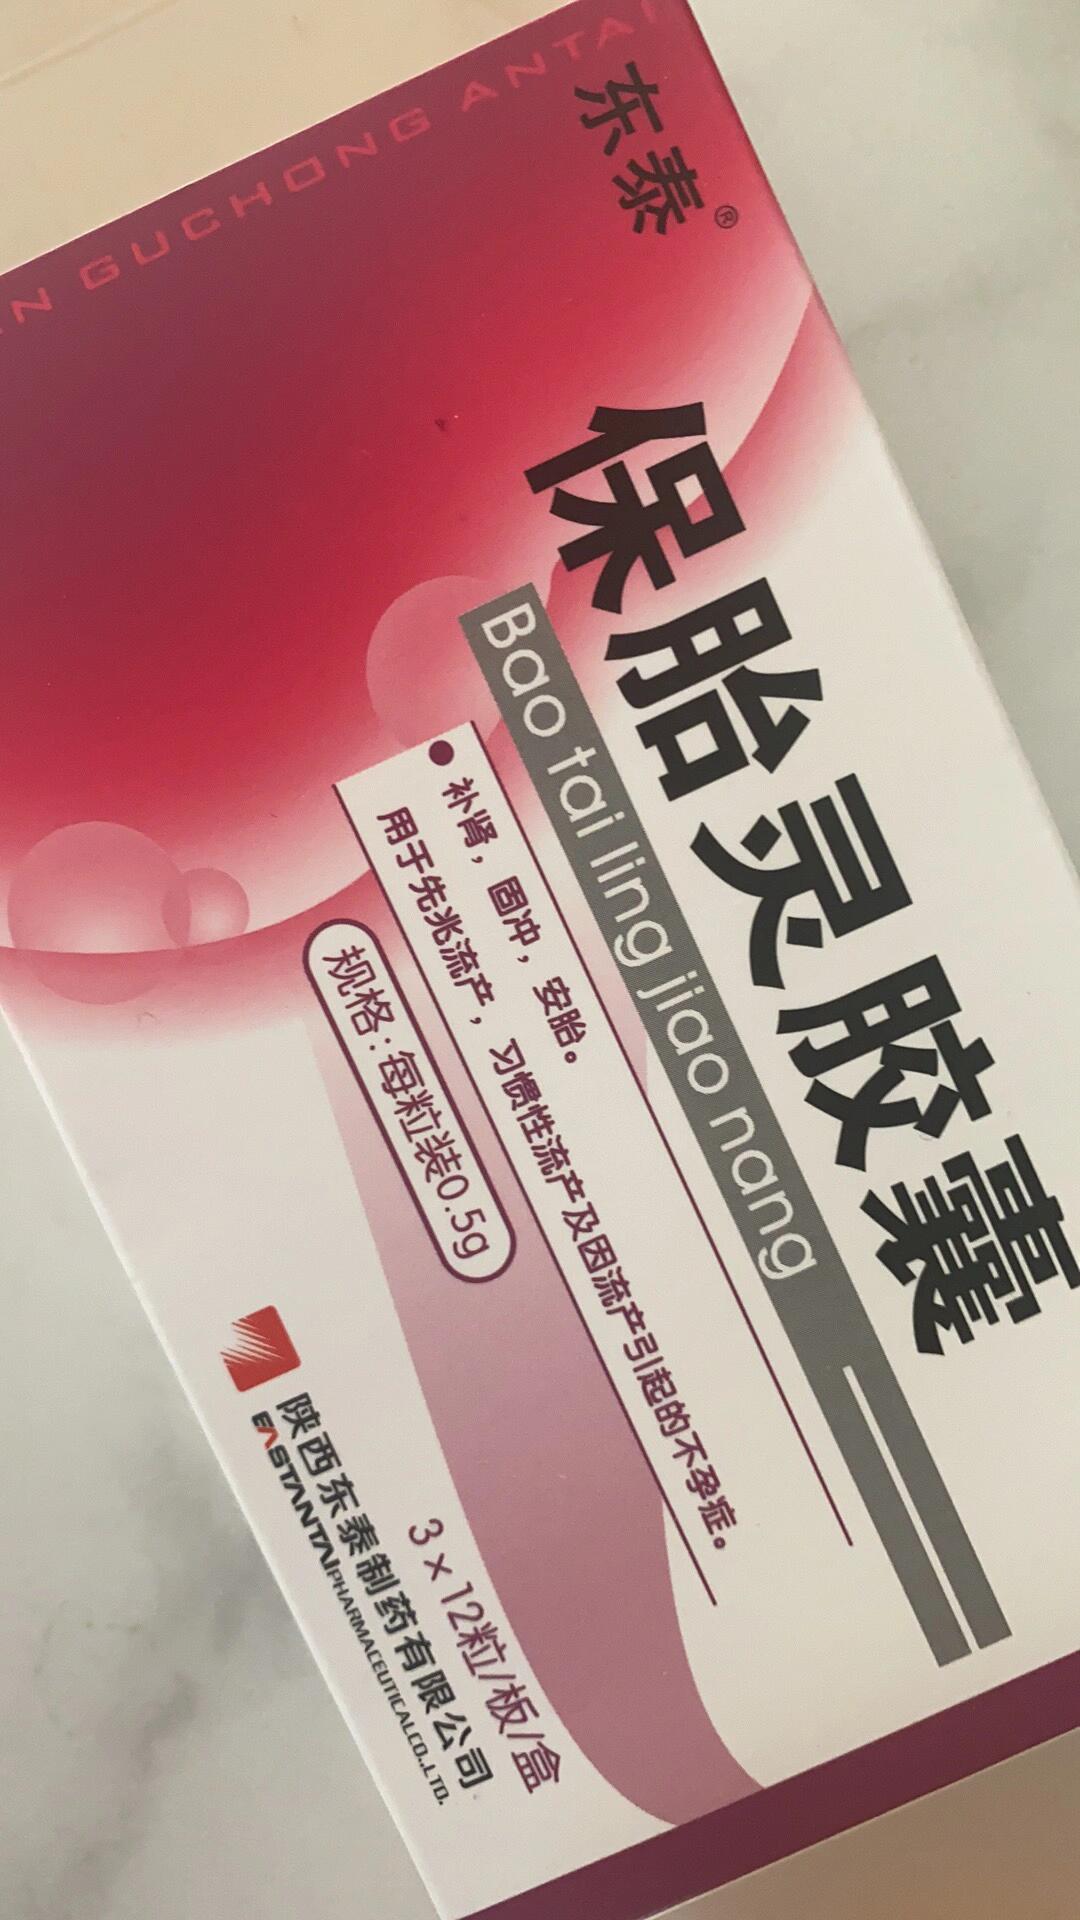 N GUCHONG ANTAI
东泰®
保胎灵胶囊
Bao tai ling jiao nang
补肾，固冲，安胎。
用于先兆流产，习惯性流产及因流产引起的不孕症。
规格：每粒装0.5g
3×12粒/板/盒
陕西东泰制药有限公司
EASTANTAI PHARMACEUTICAL CO.,LTD.